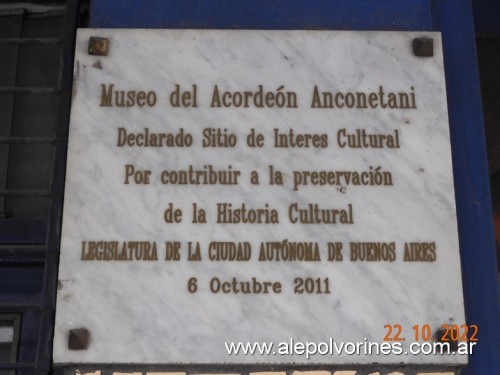 Museo del Acordeón Anconetani
Declarado Sitio de Interes Cultural
Por contribuir a la preservación
de la Historia Cultural
LEGISLATURA DE LA CIUDAD AUTÓNOMA DE BUENOS AIRES
6 Octubre 2011
22.10.2022
www.alepolvorines.com.ar